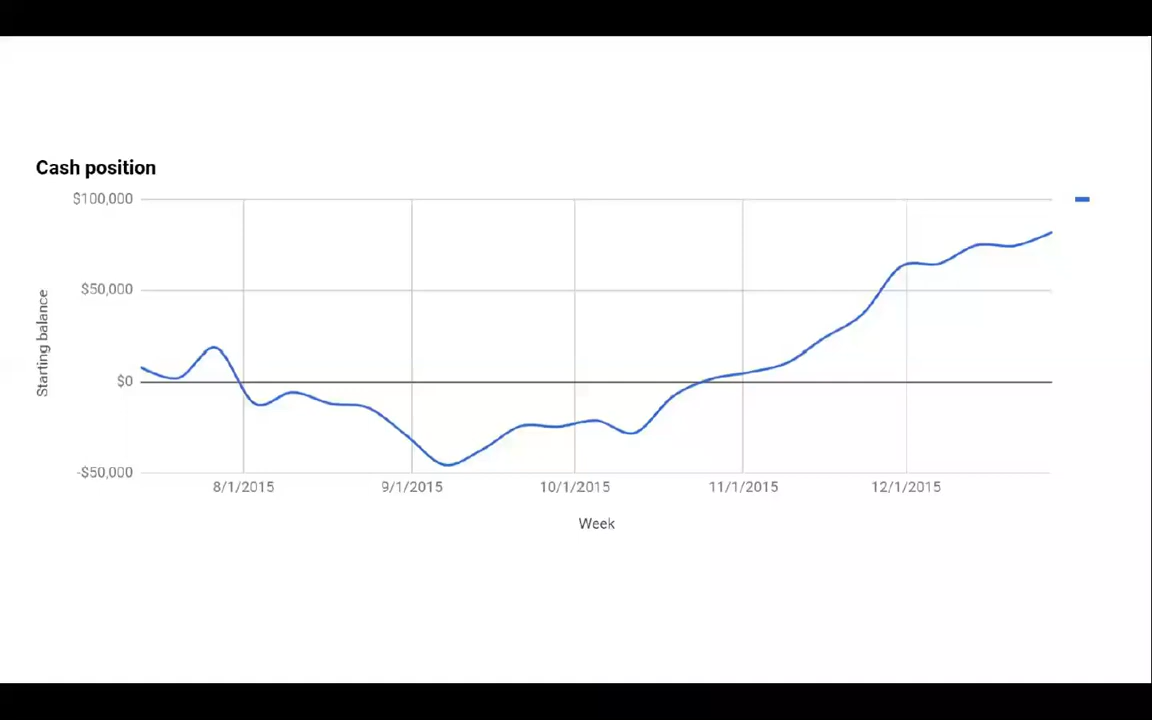 Cash position
$100,000
$50,000
$0
-$50,000
Starting balance
8/1/2015 9/1/2015 10/1/2015 11/1/2015 12/1/2015
Week